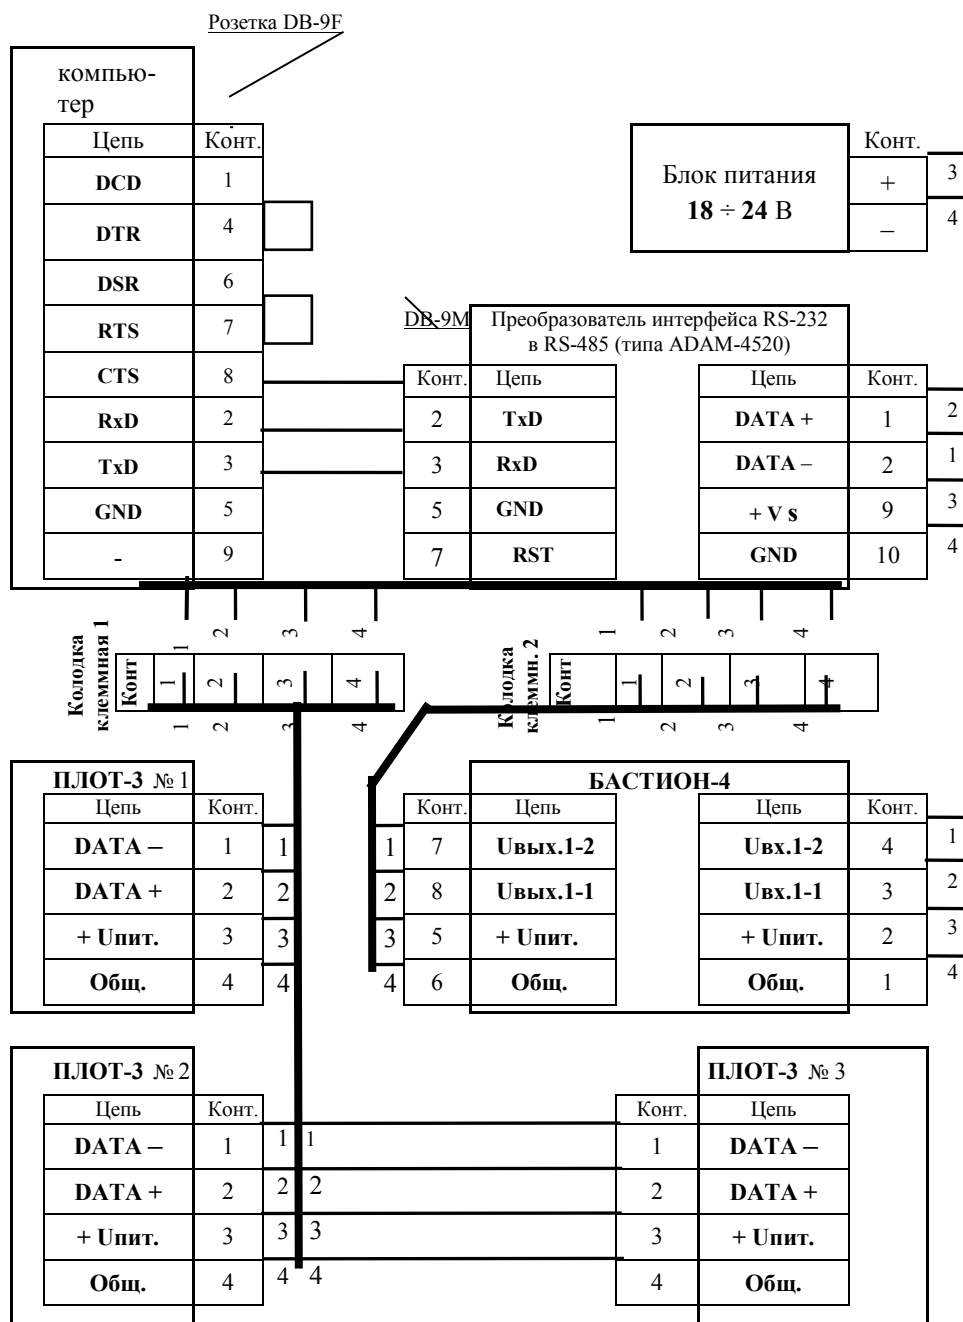 Розетка DB-9F
компью-
тер
Цепь Конт.
DCD 1
DTR 4
DSR 6
RTS 7
CTS 8
RxD 2
TxD 3
GND 5
- 9
Блок питания
18 ÷ 24 В
Конт.
+ 3
– 4
DB-9M
Преобразователь интерфейса RS-232
в RS-485 (типа ADAM-4520)
Конт. Цепь
2 TxD
3 RxD
5 GND
7 RST
Цепь Конт.
DATA + 1 2
DATA – 2 1
+ V s 9 3
GND 10 4
Колодка
клеммная 1
Конт
1 2 3 4
1 2 3 4
1 2 3 4
Колодка
клеммн. 2
Конт
1 2 3 4
1 2 3 4
1 2 3 4
ПЛОТ-3 № 1
Цепь Конт.
DATA – 1 1
DATA + 2 2
+ Uпит. 3 3
Общ. 4 4
БАСТИОН-4
Конт. Цепь
1 7 Uвых.1-2
2 8 Uвых.1-1
3 5 + Uпит.
4 6 Общ.
Цепь Конт.
Uвх.1-2 4 1
Uвх.1-1 3 2
+ Uпит. 2 3
Общ. 1 4
ПЛОТ-3 № 2
Цепь Конт.
DATA – 1 1 1
DATA + 2 2 2
+ Uпит. 3 3 3
Общ. 4 4 4
ПЛОТ-3 № 3
Конт. Цепь
1 DATA –
2 DATA +
3 + Uпит.
4 Общ.